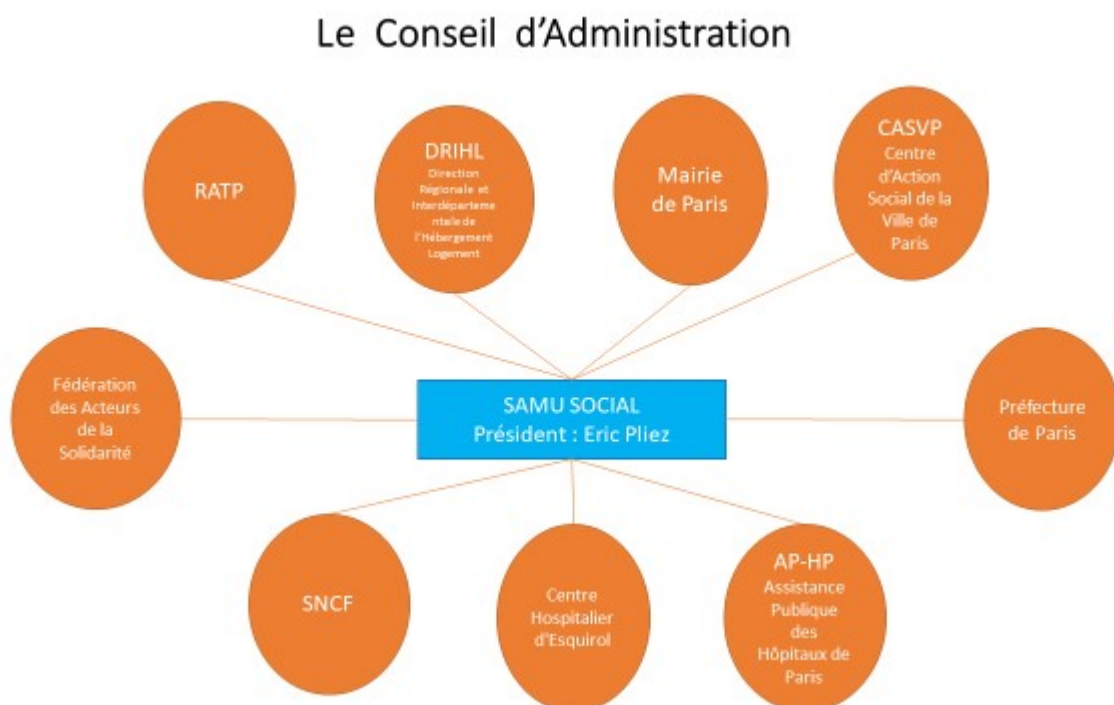 Le Conseil d'Administration
RATP
DRIHL
Direction
Régionale et
Interdéparteme
ntale de
l'Hébergement
Logement
Mairie
de Paris
CASVP
Centre
d'Action
Social de la
Ville de
Paris
Fédération
des Acteurs
de la
Solidarité
SAMU SOCIAL
Président : Eric Pliez
Préfecture
de Paris
SNCF
Centre
Hospitalier
d'Esquirol
AP-HP
Assistance
Publique
des
Hôpitaux de
Paris